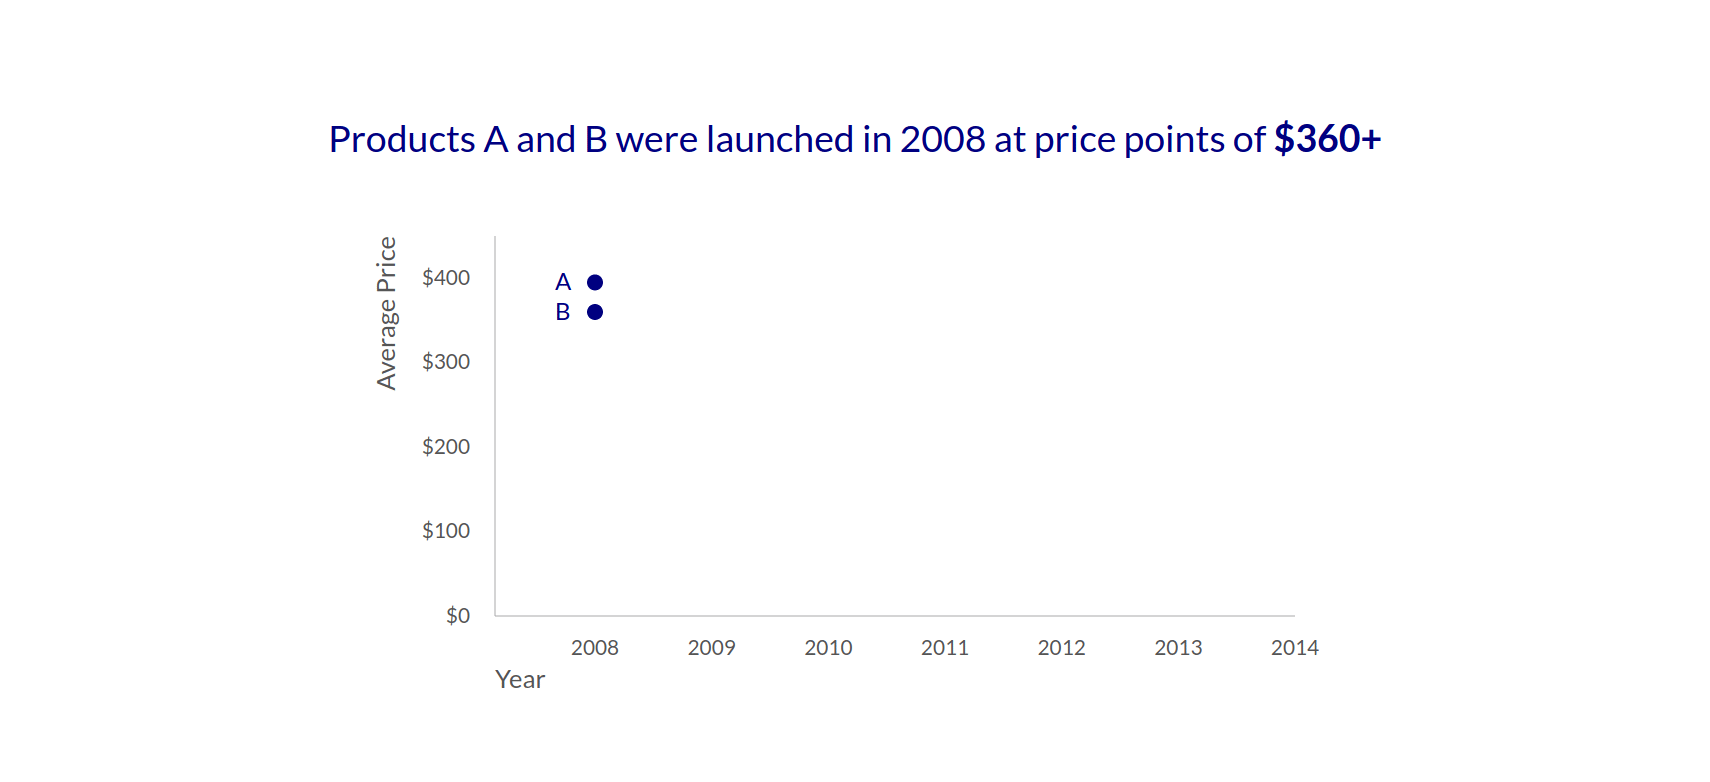 Products A and B were launched in 2008 at price points of $360+
Average Price
$400
A
B
$300
$200
$100
$0
2008 2009 2010 2011 2012 2013 2014
Year